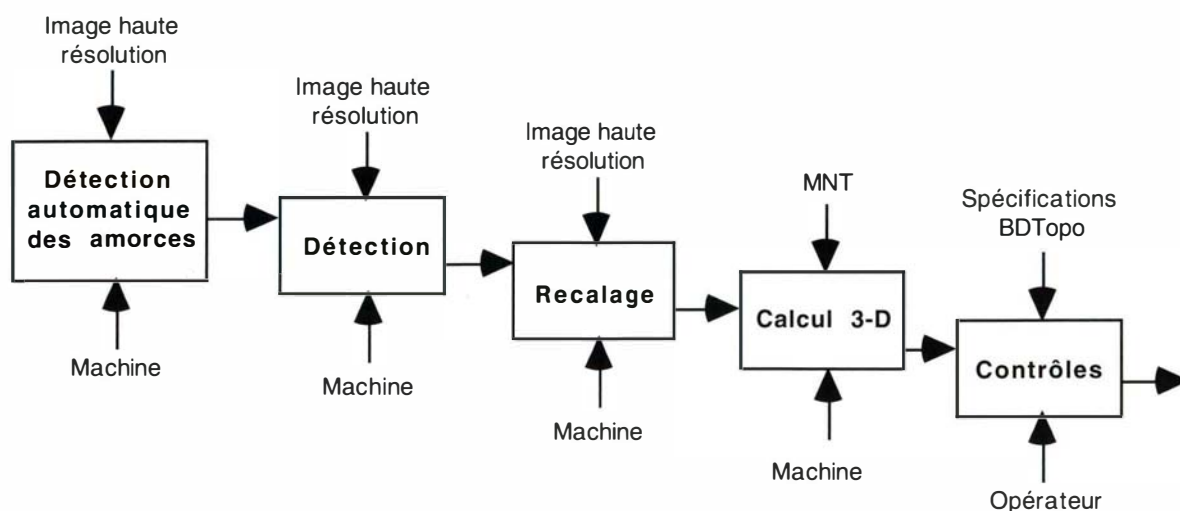 Image haute
résolution
Détection
automatique
des amorces
Machine
Image haute
résolution
Détection
Machine
Image haute
résolution
Recalage
Machine
MNT
Calcul 3-D
Machine
Spécifications
BDTopo
Contrôles
Opérateur